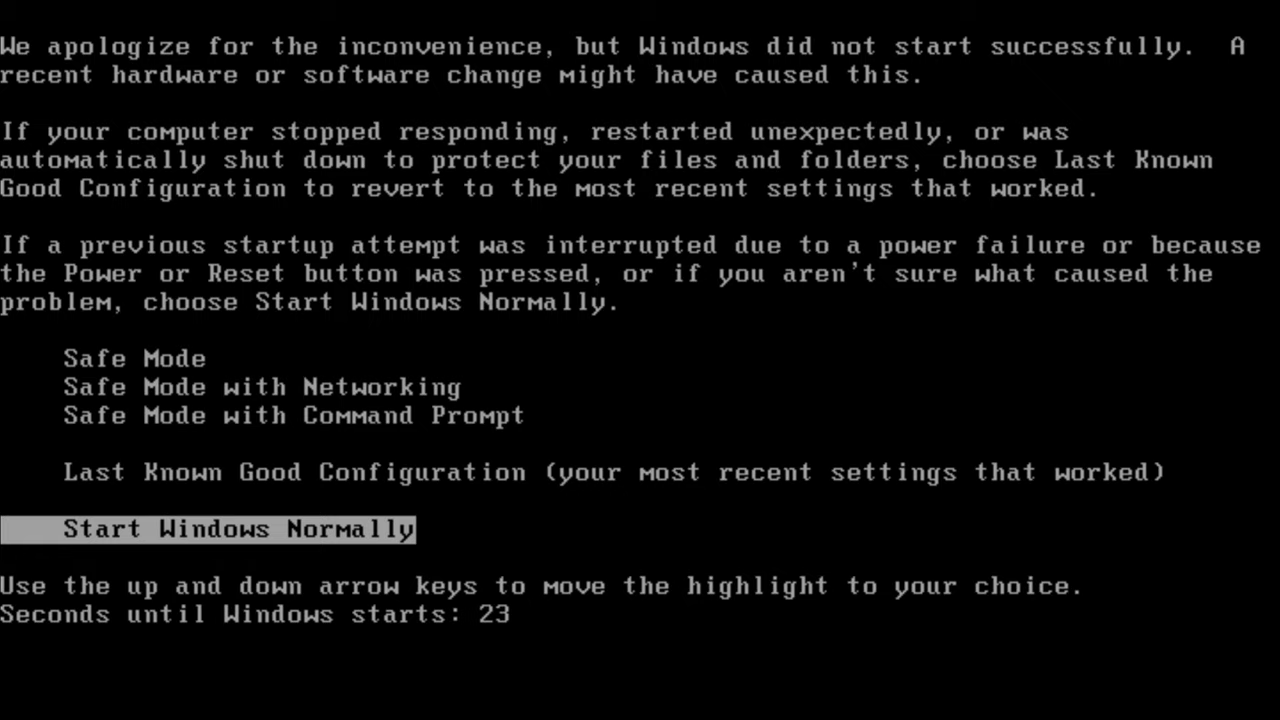 We apologize for the inconvenience, but Windows did not start successfully.  A
recent hardware or software change might have caused this.
If your computer stopped responding, restarted unexpectedly, or was
automatically shut down to protect your files and folders, choose Last Known
Good Configuration to revert to the most recent settings that worked.
If a previous startup attempt was interrupted due to a power failure or because
the Power or Reset button was pressed, or if you aren't sure what caused the
problem, choose Start Windows Normally.
Safe Mode
Safe Mode with Networking
Safe Mode with Command Prompt
Last Known Good Configuration (your most recent settings that worked)
Start Windows Normally
Use the up and down arrow keys to move the highlight to your choice.
Seconds until Windows starts: 23